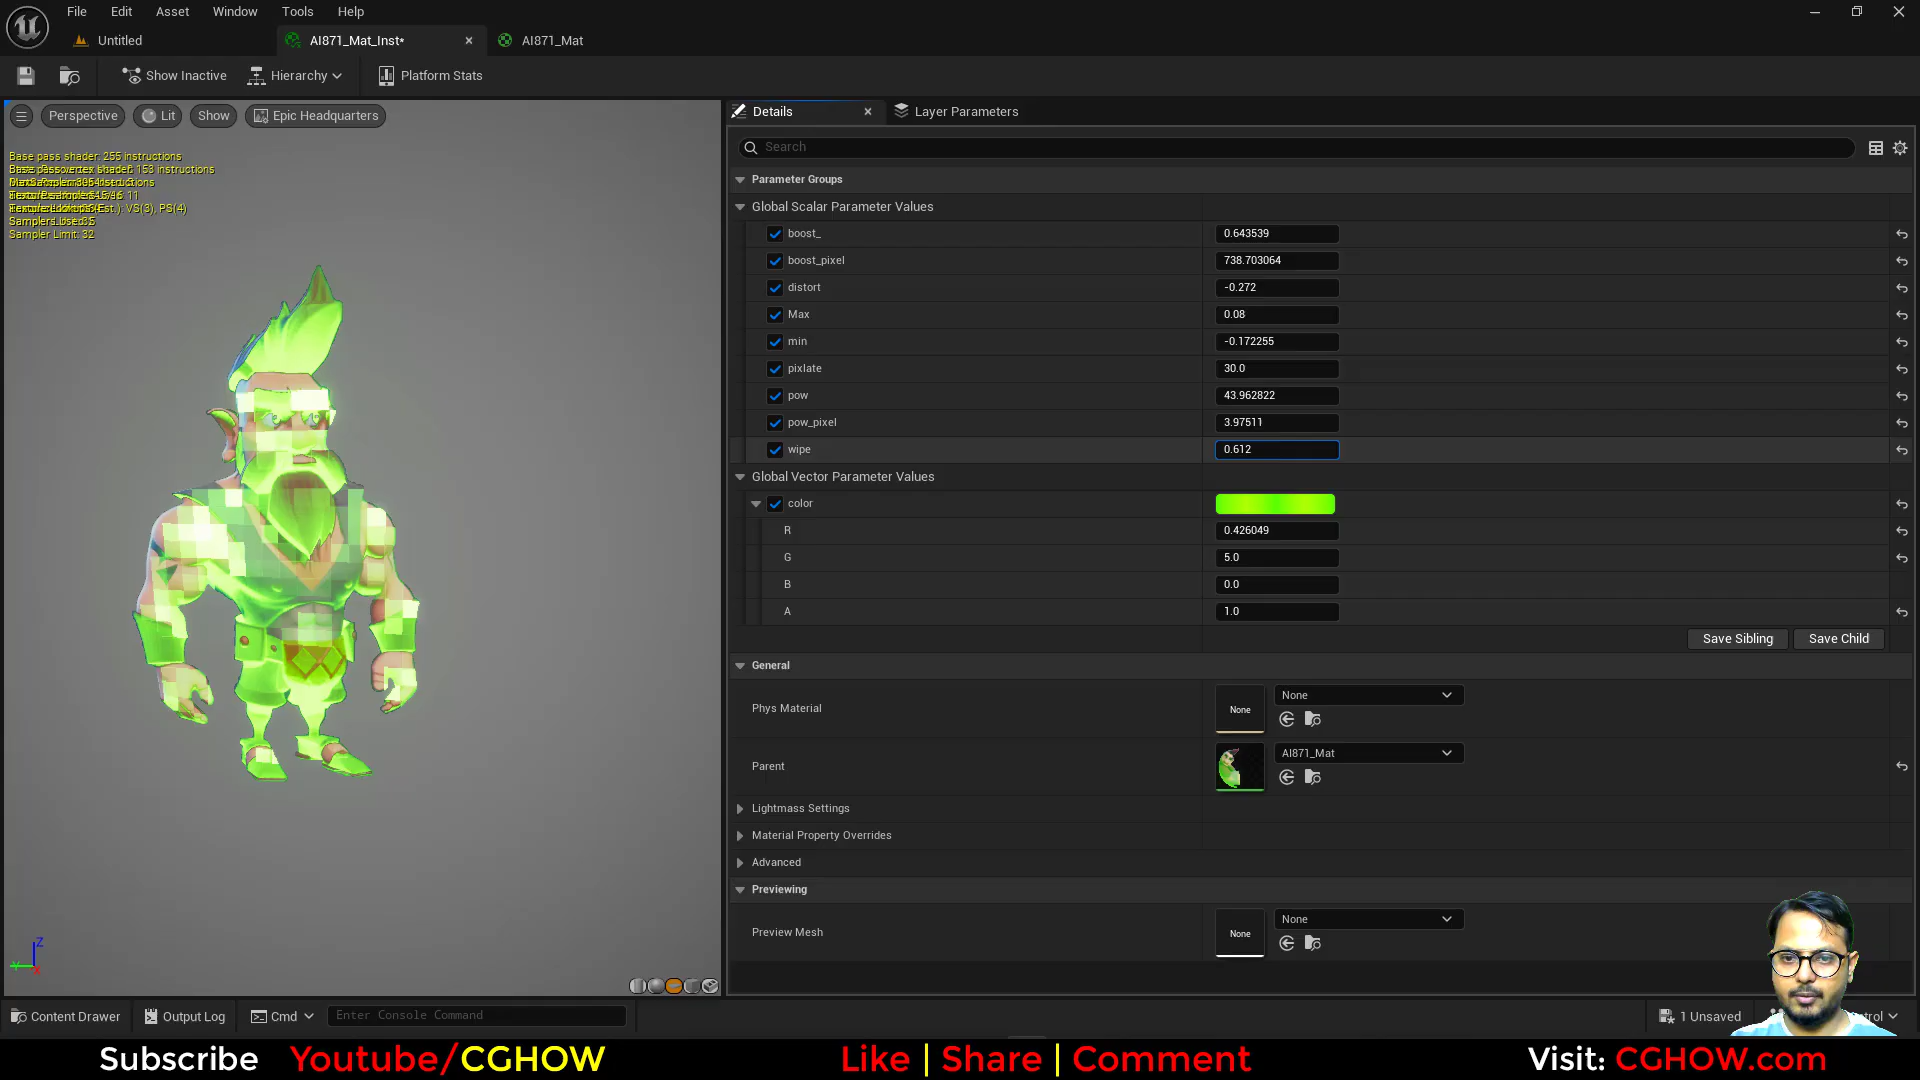 File Edit Asset Window Tools Help
Untitled AI871_Mat_Inst* AI871_Mat
Show Inactive Hierarchy Platform Stats
Perspective Lit Show Epic Headquarters
Details Layer Parameters
Search
Base pass shader: 255 instructions
Sampler Limit: 32
Parameter Groups
Global Scalar Parameter Values
boost_ 0.643539
boost_pixel 738.703064
distort -0.272
Max 0.08
min -0.172255
pixlate 30.0
pow 43.962822
pow_pixel 3.97511
wipe 0.612
Global Vector Parameter Values
color
R 0.426049
G 5.0
B 0.0
A 1.0
Save Sibling Save Child
General
Phys Material None None
Parent AI871_Mat
Lightmass Settings
Material Property Overrides
Advanced
Previewing
Preview Mesh None None
Z
Content Drawer Output Log Cmd Enter Console Command 1 Unsaved
Subscribe Youtube/CGHOW Like | Share | Comment Visit: CGHOW.com